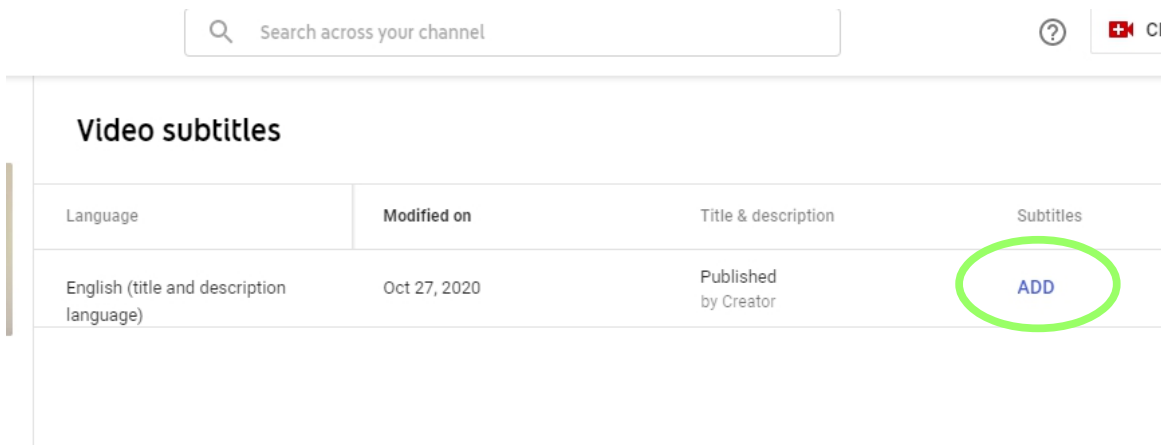 Search across your channel
Video subtitles
Language
Modified on
Title & description
Subtitles
English (title and description
language)
Oct 27, 2020
Published
by Creator
ADD